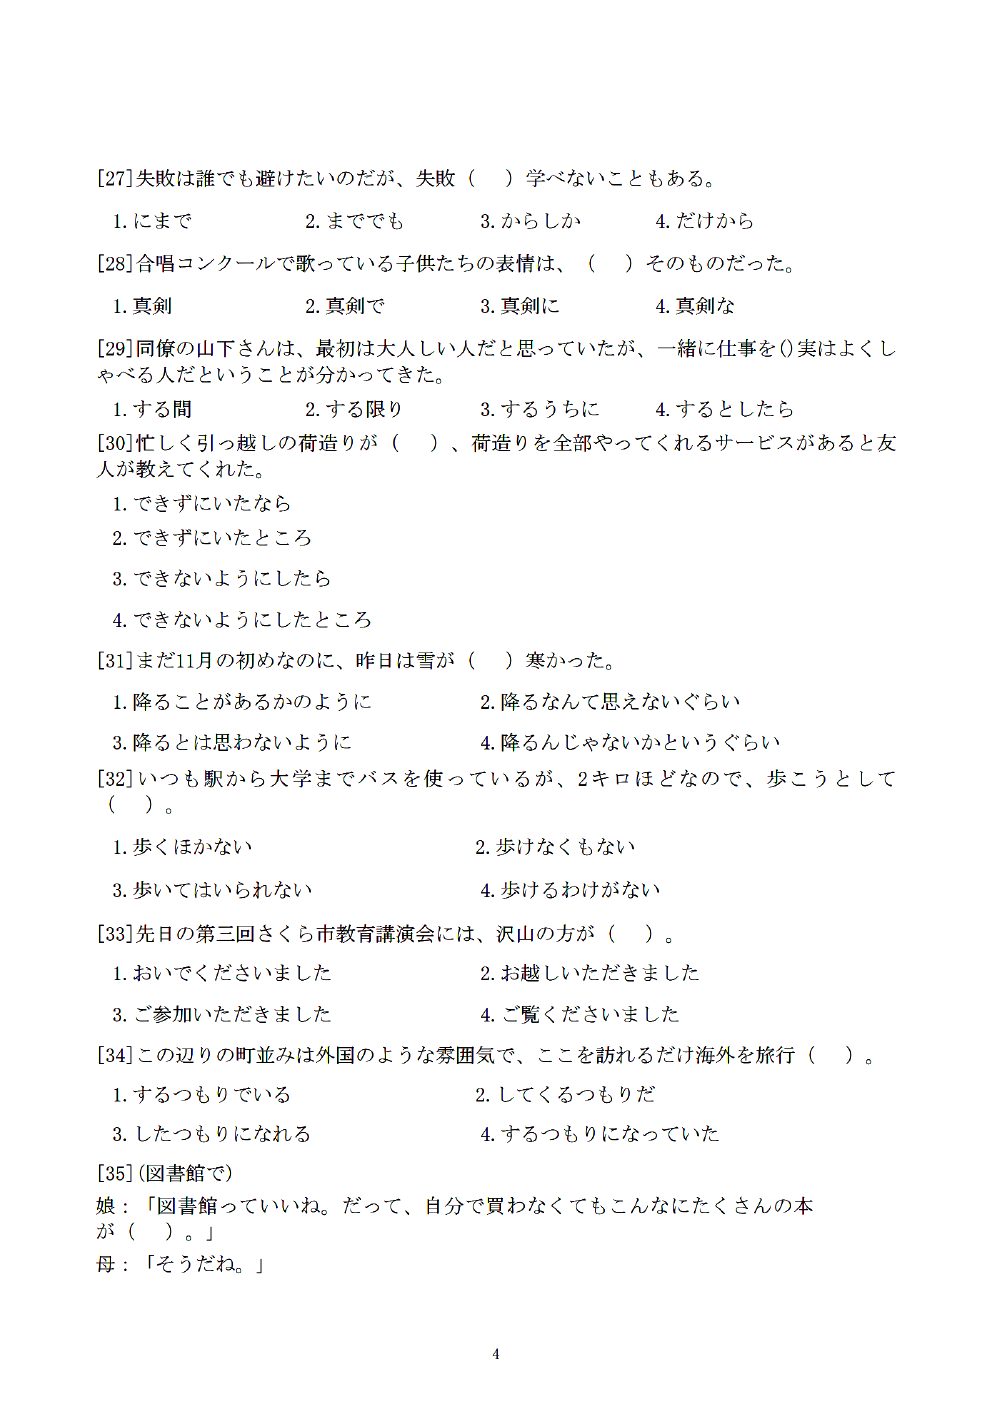 [27]失敗は誰でも避けたいのだが、失敗（　）学べないこともある。
1.にまで　2.まででも　3.からしか　4.だけから
[28]合唱コンクールで歌っている子供たちの表情は、（　）そのものだった。
1.真剣　2.真剣で　3.真剣に　4.真剣な
[29]同僚の山下さんは、最初は大人しい人だと思っていたが、一緒に仕事を()実はよくし
ゃべる人だということが分かってきた。
1.する間　2.する限り　3.するうちに　4.するとしたら
[30]忙しく引っ越しの荷造りが（　）、荷造りを全部やってくれるサービスがあると友
人が教えてくれた。
1.できずにいたなら
2.できずにいたところ
3.できないようにしたら
4.できないようにしたところ
[31]まだ11月の初めなのに、昨日は雪が（　）寒かった。
1.降ることがあるかのように　2.降るなんて思えないぐらい
3.降るとは思わないように　4.降るんじゃないかというぐらい
[32]いつも駅から大学までバスを使っているが、2キロほどなので、歩こうとして
（　）。
1.歩くほかない　2.歩けなくもない
3.歩いてはいられない　4.歩けるわけがない
[33]先日の第三回さくら市教育講演会には、沢山の方が（　）。
1.おいでくださいました　2.お越しいただきました
3.ご参加いただきました　4.ご覧くださいました
[34]この辺りの町並みは外国のような雰囲気で、ここを訪れるだけ海外を旅行（　）。
1.するつもりでいる　2.してくるつもりだ
3.したつもりになれる　4.するつもりになっていた
[35](図書館で)
娘：「図書館っていいね。だって、自分で買わなくてもこんなにたくさんの本
が（　）。」
母：「そうだね。」
4